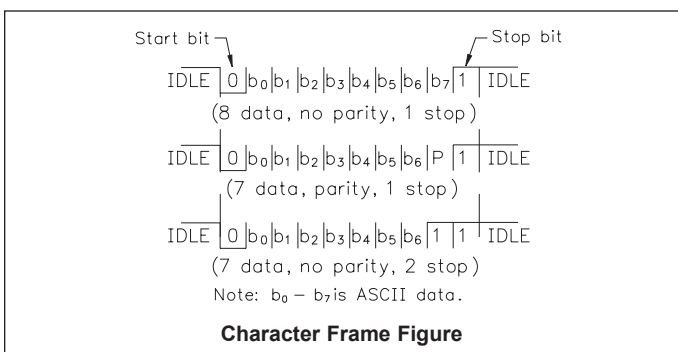 Start bit Stop bit
IDLE 0 b₀ b₁ b₂ b₃ b₄ b₅ b₆ b₇ 1 IDLE
(8 data, no parity, 1 stop)
IDLE 0 b₀ b₁ b₂ b₃ b₄ b₅ b₆ P 1 IDLE
(7 data, parity, 1 stop)
IDLE 0 b₀ b₁ b₂ b₃ b₄ b₅ b₆ 1 1 IDLE
(7 data, no parity, 2 stop)
Note: b₀ – b₇ is ASCII data.
Character Frame Figure